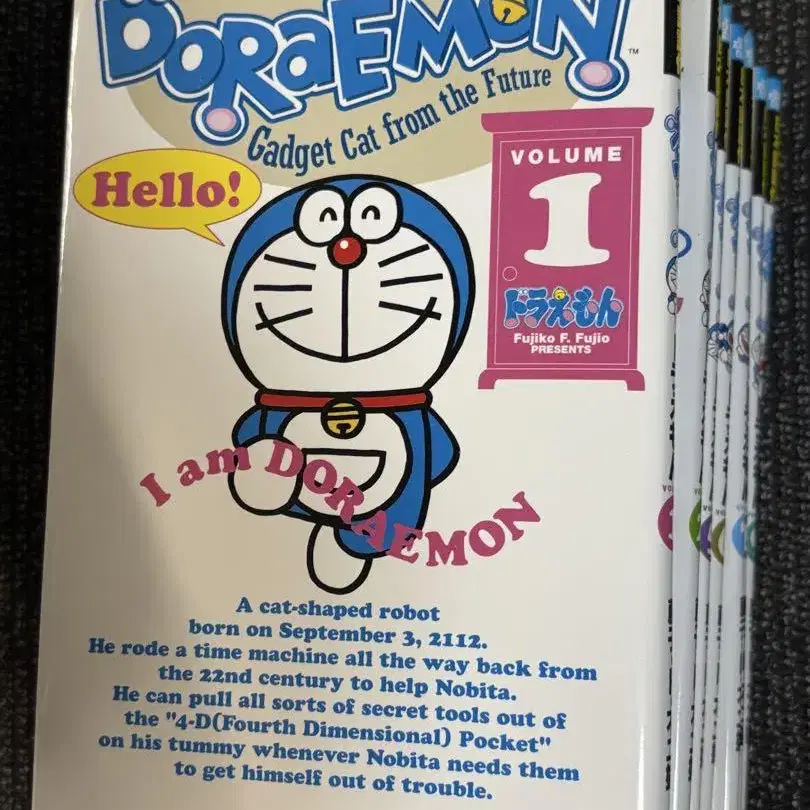 DORAEMON
™
Gadget Cat from the Future
Hello!
VOLUME
1
ドラえもん
Fujiko F. Fujio
PRESENTS
I am DORAEMON
A cat-shaped robot
born on September 3, 2112.
He rode a time machine all the way back from
the 22nd century to help Nobita.
He can pull all sorts of secret tools out of
the "4-D(Fourth Dimensional) Pocket"
on his tummy whenever Nobita needs them
to get himself out of trouble.